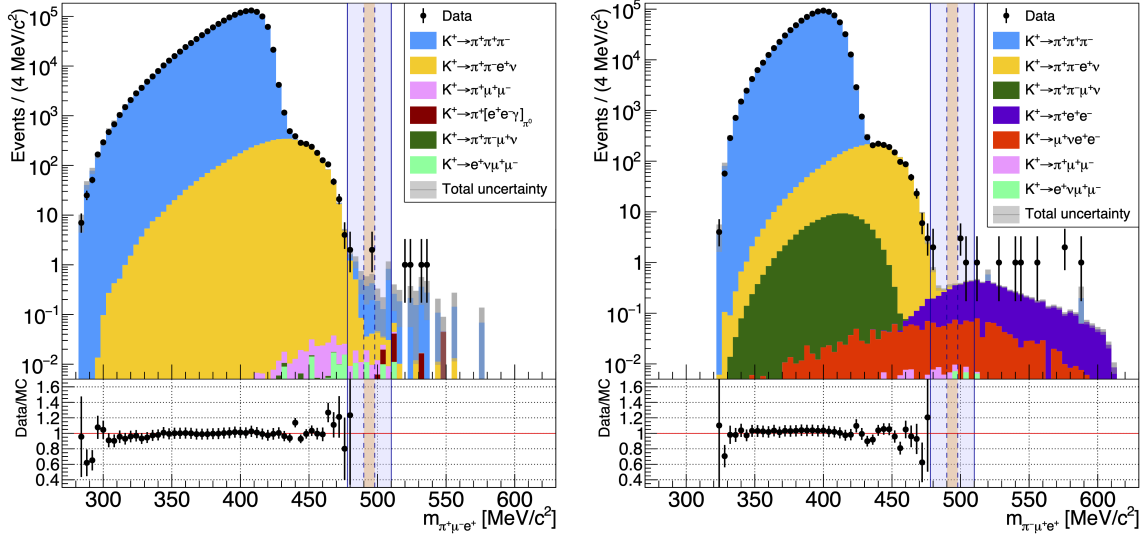 Events / (4 MeV/c²)
10⁵
10⁴
10³
10²
10
1
10⁻¹
10⁻²
Data
K⁺→π⁺π⁺π⁻
K⁺→π⁺π⁻e⁺ν
K⁺→π⁺μ⁺μ⁻
K⁺→π⁺[e⁺e⁻γ]_π⁰
K⁺→π⁺π⁻μ⁺ν
K⁺→e⁺νμ⁺μ⁻
Total uncertainty
Data/MC
1.6
1.4
1.2
1
0.8
0.6
0.4
300 350 400 450 500 550 600
m_π⁺μ⁻e⁺ [MeV/c²]
Events / (4 MeV/c²)
10⁵
10⁴
10³
10²
10
1
10⁻¹
10⁻²
Data
K⁺→π⁺π⁺π⁻
K⁺→π⁺π⁻e⁺ν
K⁺→π⁺π⁻μ⁺ν
K⁺→π⁺e⁺e⁻
K⁺→μ⁺νe⁺e⁻
K⁺→π⁺μ⁺μ⁻
K⁺→e⁺νμ⁺μ⁻
Total uncertainty
Data/MC
1.6
1.4
1.2
1
0.8
0.6
0.4
300 350 400 450 500 550 600
m_π⁻μ⁺e⁺ [MeV/c²]